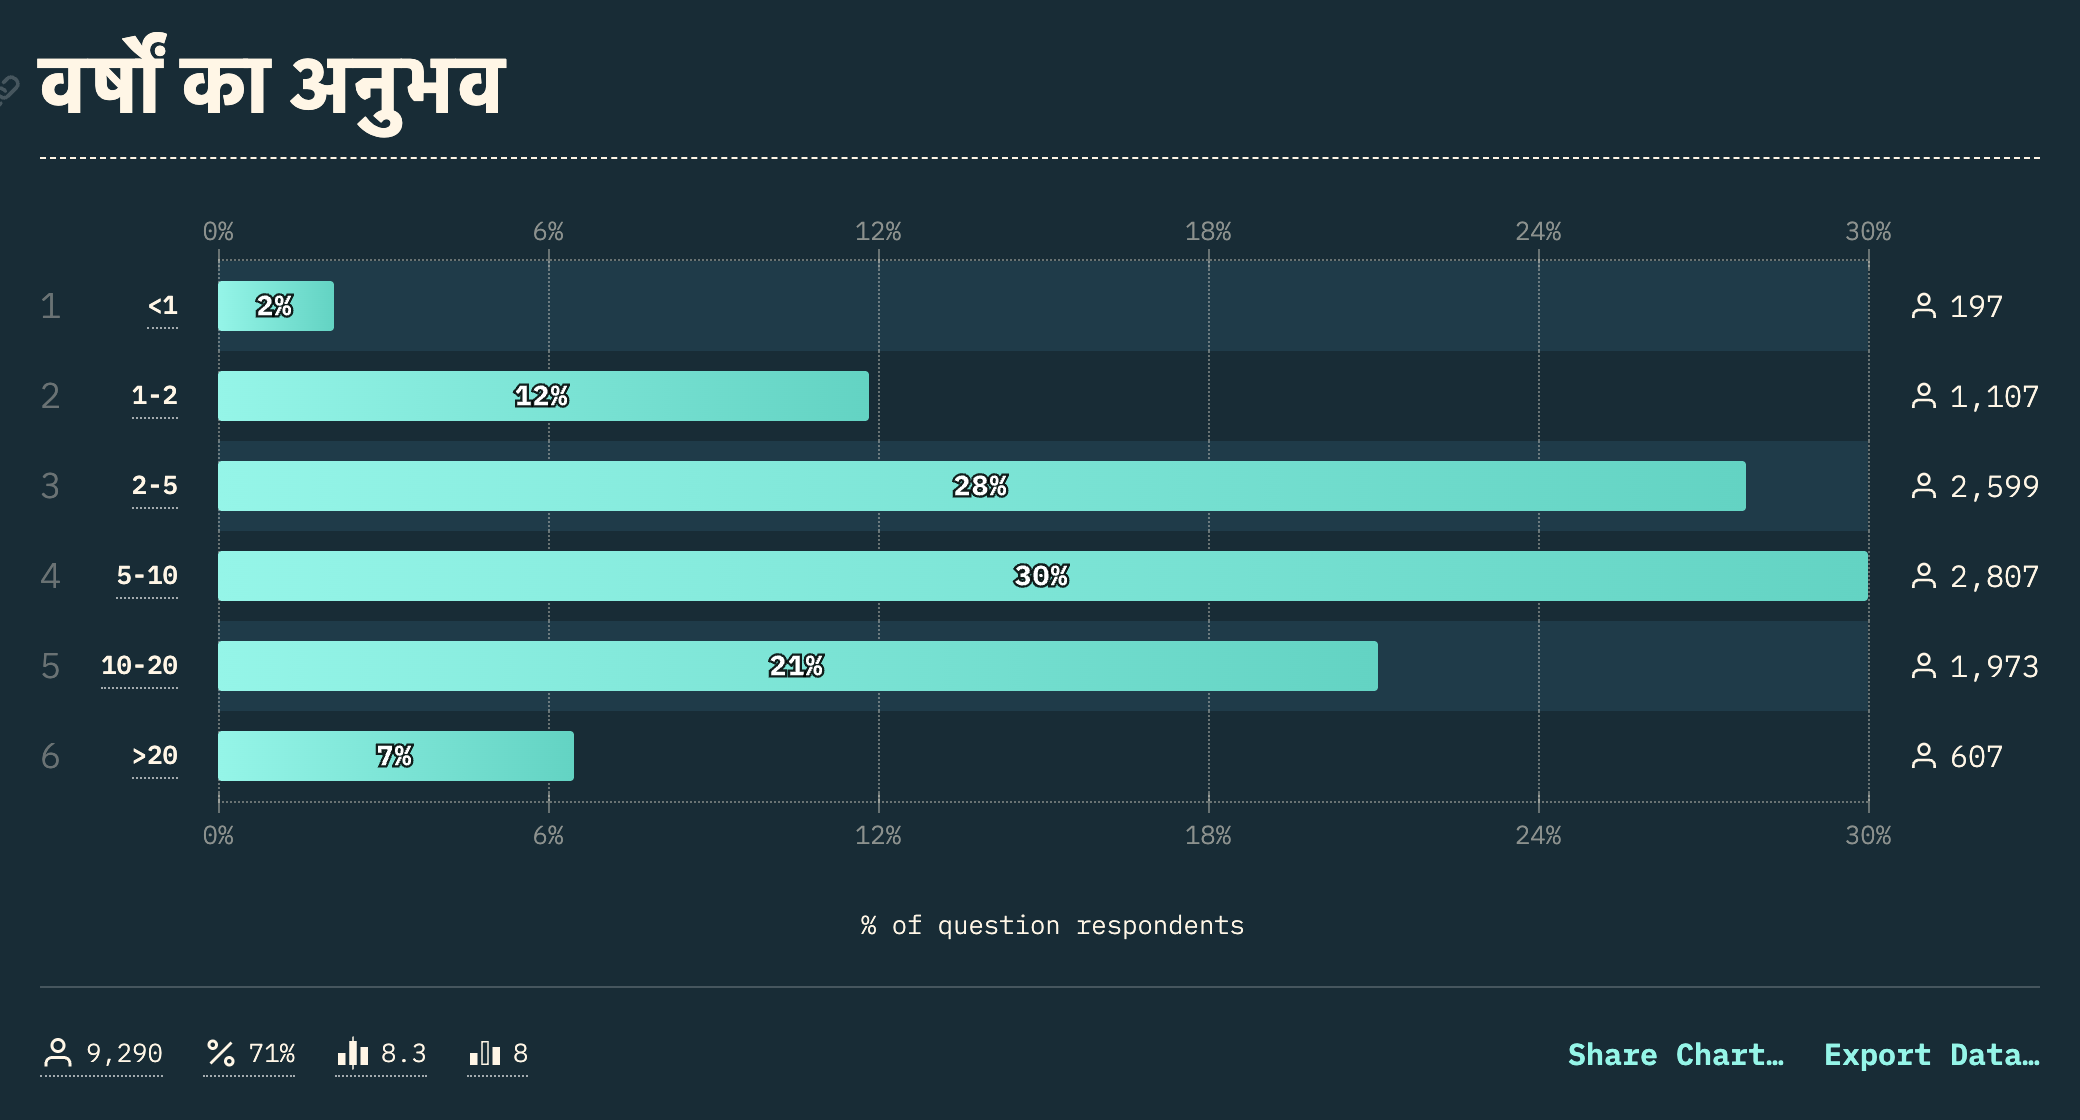 वर्षों का अनुभव
0% 6% 12% 18% 24% 30%
1 <1 2% 197
2 1-2 12% 1,107
3 2-5 28% 2,599
4 5-10 30% 2,807
5 10-20 21% 1,973
6 >20 7% 607
0% 6% 12% 18% 24% 30%
% of question respondents
9,290 71% 8.3 8 Share Chart… Export Data…